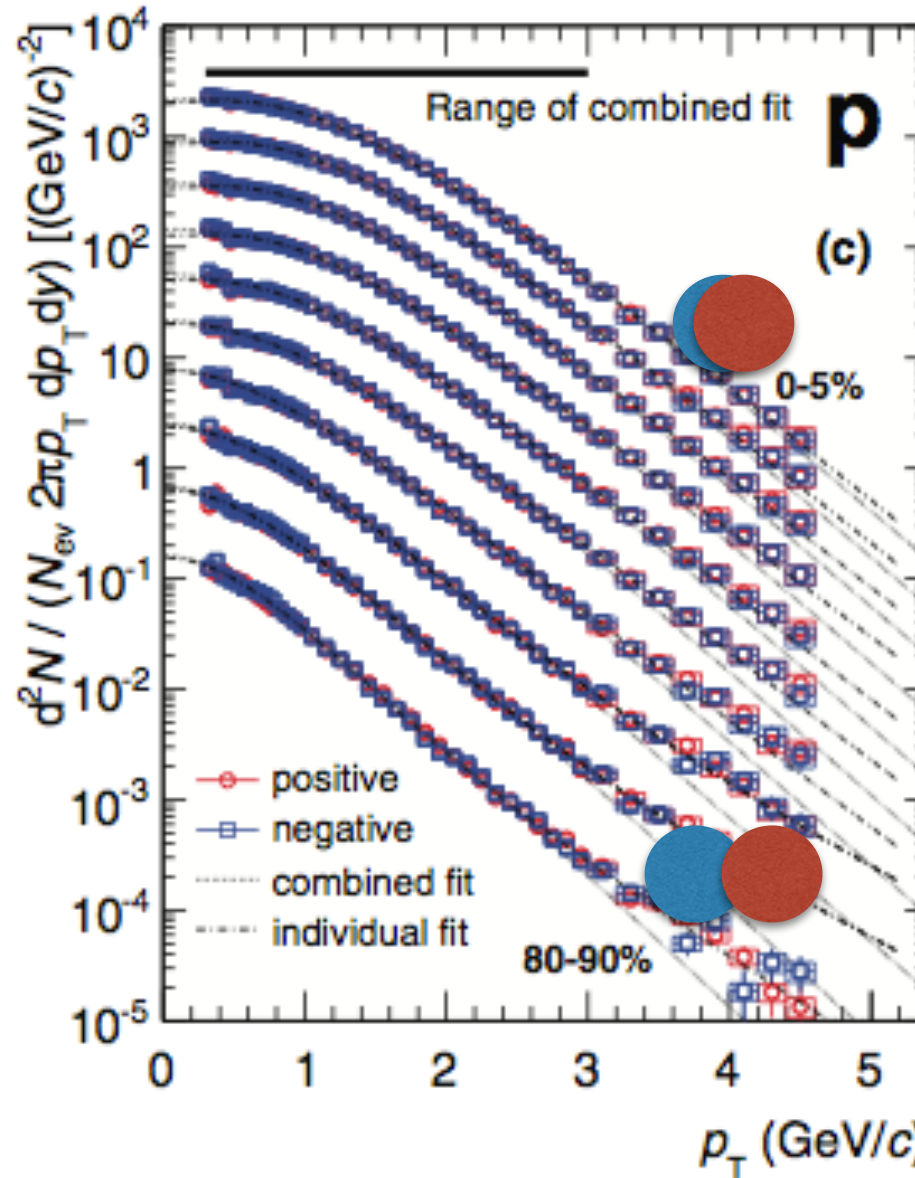 d²N / (N_ev 2πp_T dp_T dy) [(GeV/c)⁻²]
10⁴
10³
10²
10
1
10⁻¹
10⁻²
10⁻³
10⁻⁴
10⁻⁵
Range of combined fit
p
(c)
0-5%
positive
negative
combined fit
individual fit
80-90%
0 1 2 3 4 5
p_T (GeV/c)